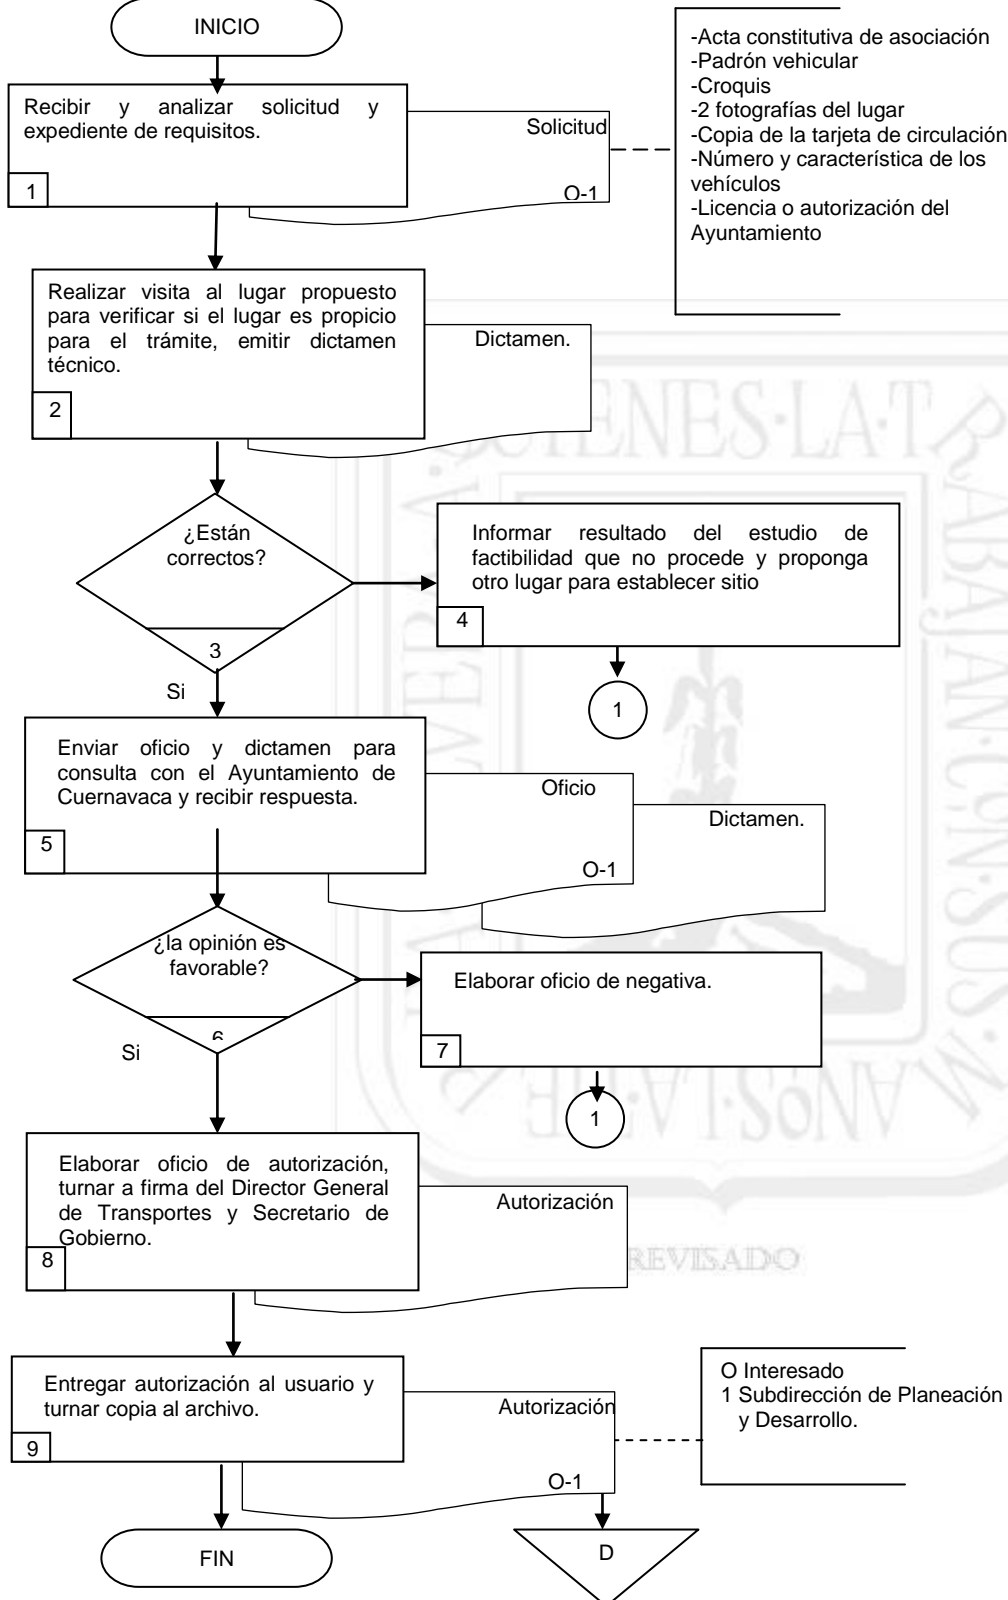 INICIO
-Acta constitutiva de asociación
-Padrón vehicular
-Croquis
-2 fotografías del lugar
-Copia de la tarjeta de circulación
-Número y característica de los
vehículos
-Licencia o autorización del
Ayuntamiento
Recibir y analizar solicitud y
expediente de requisitos.
1
Solicitud
O-1
Realizar visita al lugar propuesto
para verificar si el lugar es propicio
para el trámite, emitir dictamen
técnico.
2
Dictamen.
¿Están
correctos?
3
Si
Informar resultado del estudio de
factibilidad que no procede y proponga
otro lugar para establecer sitio
4
1
Enviar oficio y dictamen para
consulta con el Ayuntamiento de
Cuernavaca y recibir respuesta.
5
Oficio
O-1
Dictamen.
¿la opinión es
favorable?
6
Si
Elaborar oficio de negativa.
7
1
Elaborar oficio de autorización,
turnar a firma del Director General
de Transportes y Secretario de
Gobierno.
8
Autorización
REVISADO
Entregar autorización al usuario y
turnar copia al archivo.
9
Autorización
O-1
O Interesado
1 Subdirección de Planeación
y Desarrollo.
FIN
D